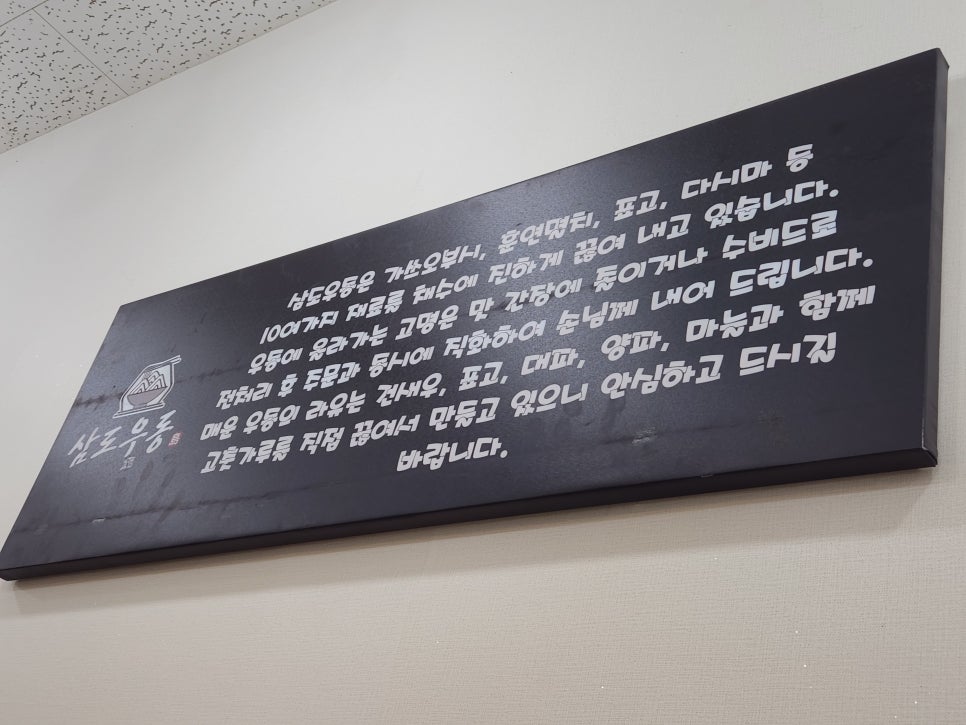 삼도우동은 가쓰오부시, 훈연멸치, 표고, 다시마 등
10여가지 재료를 채수에 진하게 끓여 내고 있습니다.
우동에 올라가는 고명은 맛 간장에 졸이거나 수비드로
전처리 후 주문과 동시에 직화하여 손님께 내어 드립니다.
매운 우동의 라유는 건새우, 표고, 대파, 양파, 마늘과 함께
고춧가루를 직접 끓여서 만들고 있으니 안심하고 드시길
바랍니다.
삼도우동